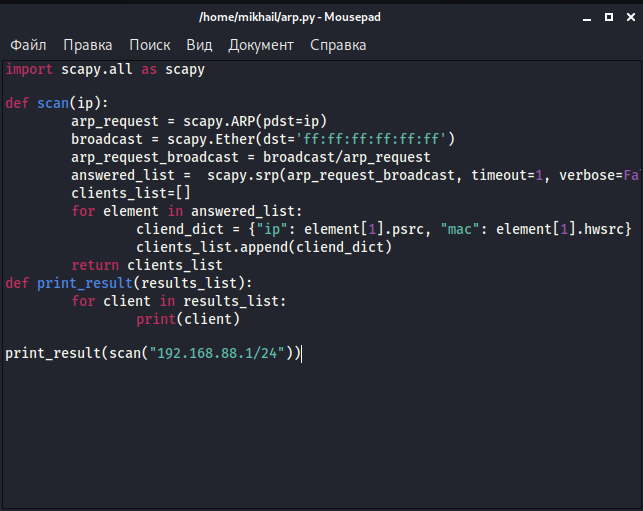 /home/mikhail/arp.py - Mousepad
Файл Правка Поиск Вид Документ Справка
import scapy.all as scapy
def scan(ip):
arp_request = scapy.ARP(pdst=ip)
broadcast = scapy.Ether(dst='ff:ff:ff:ff:ff:ff')
arp_request_broadcast = broadcast/arp_request
answered_list =  scapy.srp(arp_request_broadcast, timeout=1, verbose=Fa
clients_list=[]
for element in answered_list:
cliend_dict = {"ip": element[1].psrc, "mac": element[1].hwsrc}
clients_list.append(cliend_dict)
return clients_list
def print_result(results_list):
for client in results_list:
print(client)
print_result(scan("192.168.88.1/24"))